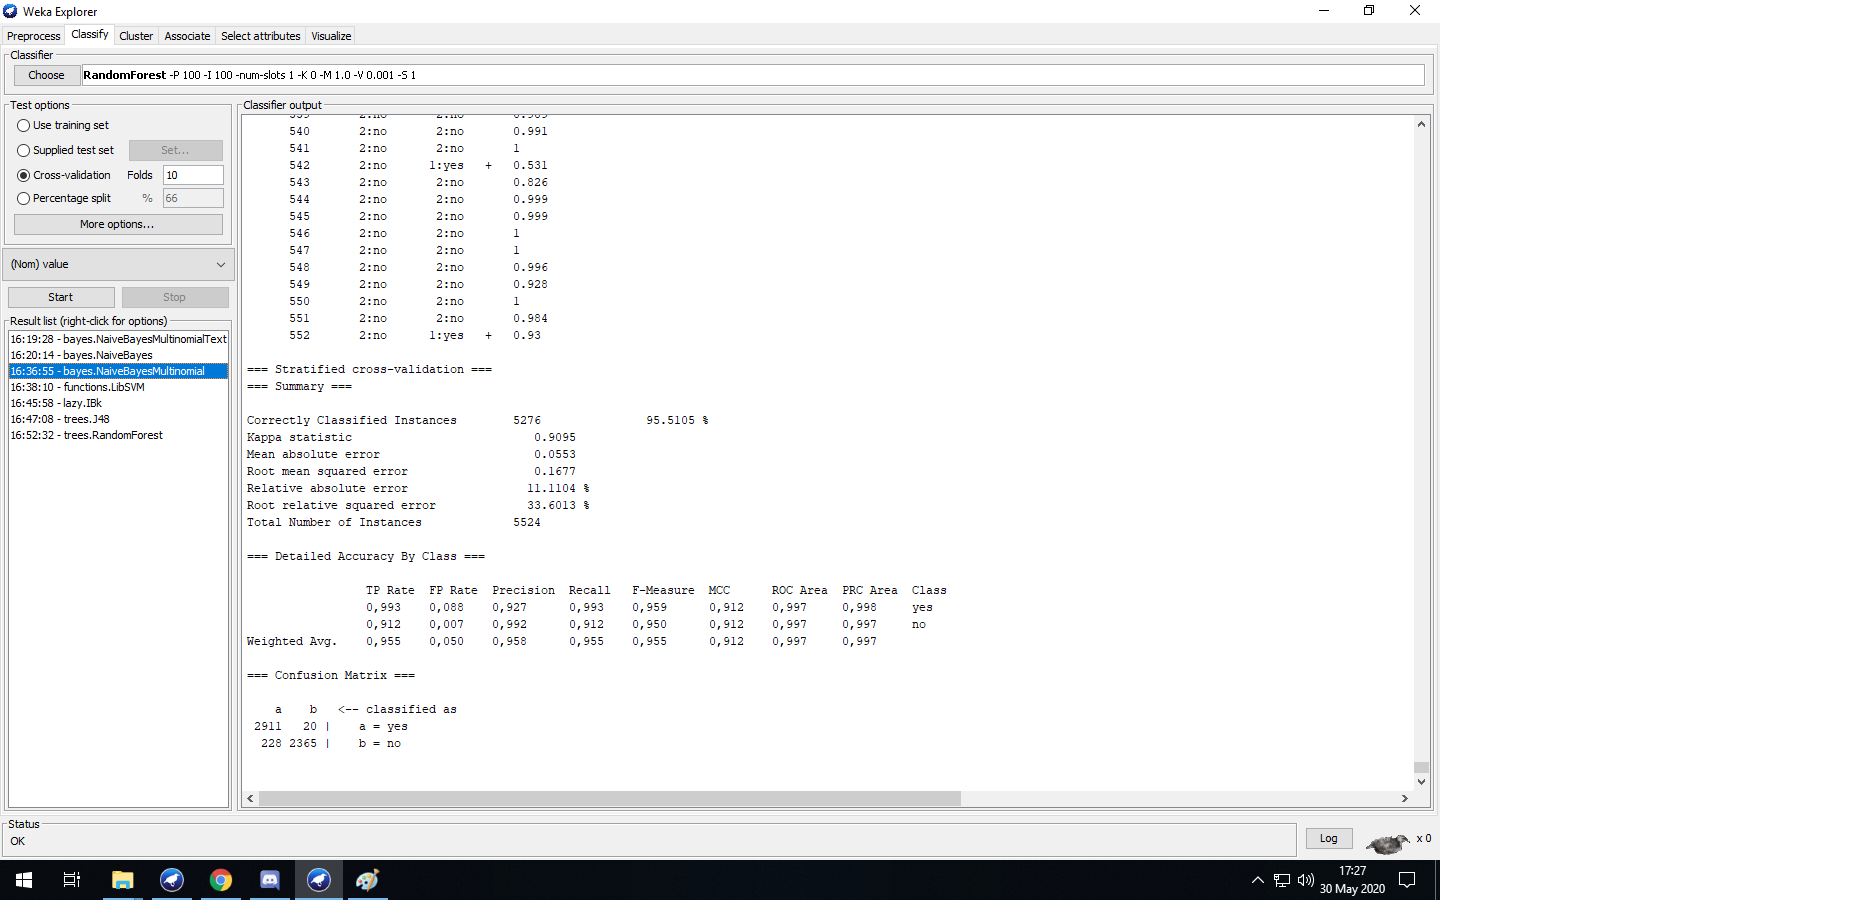 Weka Explorer
Preprocess Classify Cluster Associate Select attributes Visualize
Classifier
Choose RandomForest -P 100 -I 100 -num-slots 1 -K 0 -M 1.0 -V 0.001 -S 1
Test options
Use training set
Supplied test set Set...
Cross-validation Folds 10
Percentage split % 66
More options...
(Nom) value
Start Stop
Result list (right-click for options)
16:19:28 - bayes.NaiveBayesMultinomialText
16:20:14 - bayes.NaiveBayes
16:36:55 - bayes.NaiveBayesMultinomial
16:38:10 - functions.LibSVM
16:45:58 - lazy.IBk
16:47:08 - trees.J48
16:52:32 - trees.RandomForest
Classifier output
540 2:no 2:no 0.991
541 2:no 2:no 1
542 2:no 1:yes + 0.531
543 2:no 2:no 0.826
544 2:no 2:no 0.999
545 2:no 2:no 0.999
546 2:no 2:no 1
547 2:no 2:no 1
548 2:no 2:no 0.996
549 2:no 2:no 0.928
550 2:no 2:no 1
551 2:no 2:no 0.984
552 2:no 1:yes + 0.93
=== Stratified cross-validation ===
=== Summary ===
Correctly Classified Instances 5276 95.5105 %
Kappa statistic 0.9095
Mean absolute error 0.0553
Root mean squared error 0.1677
Relative absolute error 11.1104 %
Root relative squared error 33.6013 %
Total Number of Instances 5524
=== Detailed Accuracy By Class ===
TP Rate FP Rate Precision Recall F-Measure MCC ROC Area PRC Area Class
0,993 0,088 0,927 0,993 0,959 0,912 0,997 0,998 yes
0,912 0,007 0,992 0,912 0,950 0,912 0,997 0,997 no
Weighted Avg. 0,955 0,050 0,958 0,955 0,955 0,912 0,997 0,997
=== Confusion Matrix ===
a b <-- classified as
2911 20 | a = yes
228 2365 | b = no
Status
OK
Log x 0
17:27
30 May 2020